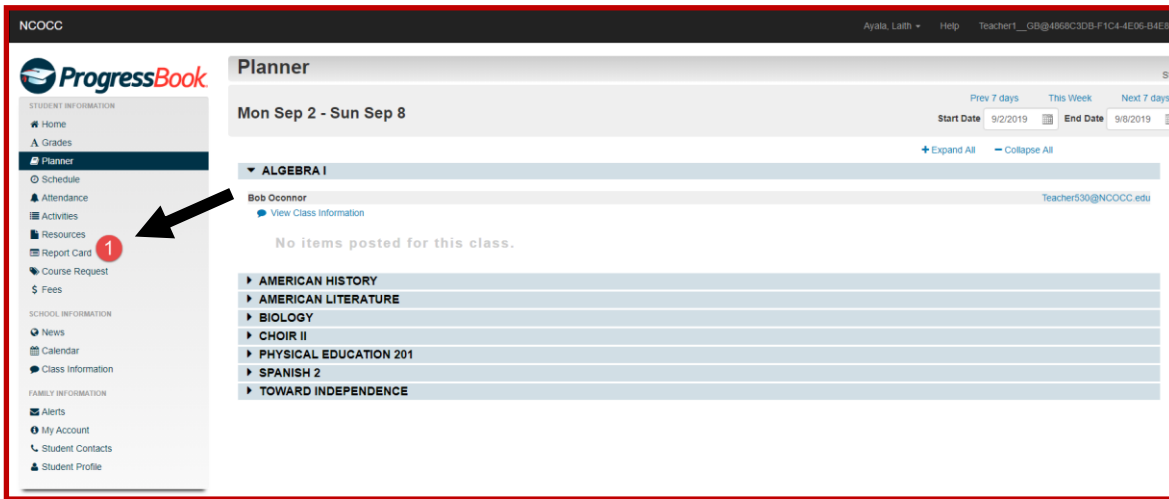 NCOCC
Ayala, Laith Help Teacher1__GB@4868C3DB-F1C4-4E06-B4E8
ProgressBook
STUDENT INFORMATION
Home
Grades
Planner
Schedule
Attendance
Activities
Resources
Report Card 1
Course Request
$ Fees
SCHOOL INFORMATION
News
Calendar
Class Information
FAMILY INFORMATION
Alerts
My Account
Student Contacts
Student Profile
Planner
Mon Sep 2 - Sun Sep 8
Prev 7 days This Week Next 7 days
Start Date 9/2/2019 End Date 9/8/2019
+ Expand All − Collapse All
ALGEBRA I
Bob Oconnor Teacher530@NCOCC.edu
View Class Information
No items posted for this class.
AMERICAN HISTORY
AMERICAN LITERATURE
BIOLOGY
CHOIR II
PHYSICAL EDUCATION 201
SPANISH 2
TOWARD INDEPENDENCE